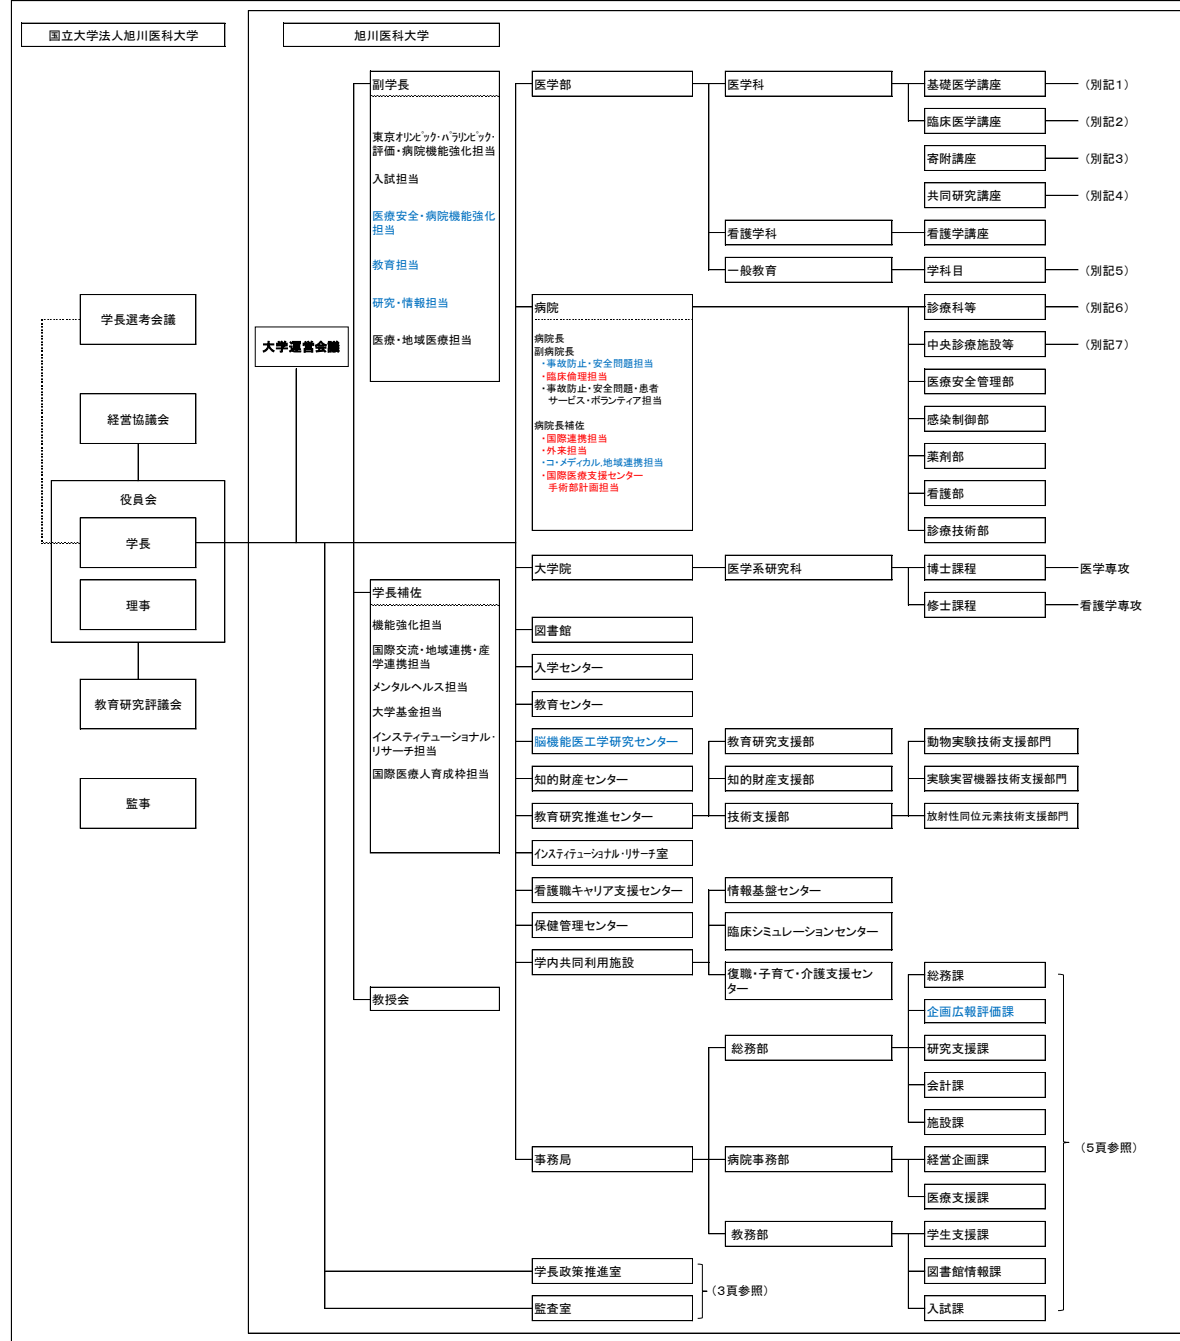 国立大学法人旭川医科大学
旭川医科大学
学長選考会議
経営協議会
役員会
学長
理事
教育研究評議会
監事
大学運営会議
副学長
東京オリンピック・パラリンピック・
評価・病院機能強化担当
入試担当
医療安全・病院機能強化
担当
教育担当
研究・情報担当
医療・地域医療担当
学長補佐
機能強化担当
国際交流・地域連携・産
学連携担当
メンタルヘルス担当
大学基金担当
インスティテューショナル・
リサーチ担当
国際医療人育成枠担当
教授会
医学部
医学科
基礎医学講座
(別記1)
臨床医学講座
(別記2)
寄附講座
(別記3)
共同研究講座
(別記4)
看護学科
看護学講座
一般教育
学科目
(別記5)
病院
病院長
副病院長
・事故防止・安全問題担当
・臨床倫理担当
・事故防止・安全問題・患者
サービス・ボランティア担当
病院長補佐
・国際連携担当
・外来担当
・コ・メディカル,地域連携担当
・国際医療支援センター
手術部計画担当
診療科等
(別記6)
中央診療施設等
(別記7)
医療安全管理部
感染制御部
薬剤部
看護部
診療技術部
大学院
医学系研究科
博士課程
医学専攻
修士課程
看護学専攻
図書館
入学センター
教育センター
脳機能医工学研究センター
知的財産センター
教育研究推進センター
教育研究支援部
知的財産支援部
技術支援部
動物実験技術支援部門
実験実習機器技術支援部門
放射性同位元素技術支援部門
インスティテューショナル・リサーチ室
看護職キャリア支援センター
保健管理センター
学内共同利用施設
情報基盤センター
臨床シミュレーションセンター
復職・子育て・介護支援セン
ター
事務局
総務部
総務課
企画広報評価課
研究支援課
会計課
施設課
病院事務部
経営企画課
医療支援課
教務部
学生支援課
図書館情報課
入試課
(5頁参照)
学長政策推進室
監査室
(3頁参照)